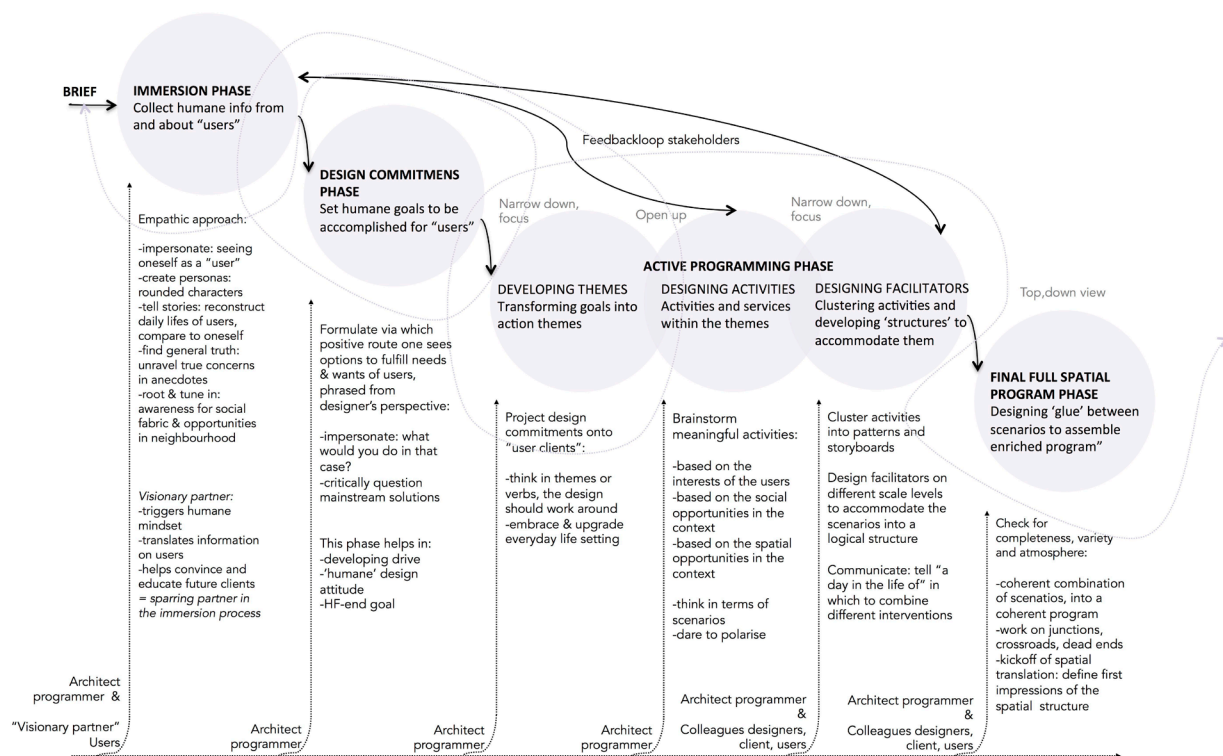 BRIEF
IMMERSION PHASE
Collect humane info from
and about “users”
Feedbackloop stakeholders
DESIGN COMMITMENS
PHASE
Set humane goals to be
acccomplished for “users”
Narrow down,
focus
Open up
Narrow down,
focus
ACTIVE PROGRAMMING PHASE
DEVELOPING THEMES
Transforming goals into
action themes
DESIGNING ACTIVITIES
Activities and services
within the themes
DESIGNING FACILITATORS
Clustering activities and
developing ‘structures’ to
accommodate them
Top,down view
FINAL FULL SPATIAL
PROGRAM PHASE
Designing ‘glue’ between
scenarios to assemble
enriched program”
Empathic approach:
-impersonate: seeing
oneself as a “user”
-create personas:
rounded characters
-tell stories: reconstruct
daily lifes of users,
compare to oneself
-find general truth:
unravel true concerns
in anecdotes
-root & tune in:
awareness for social
fabric & opportunities
in neighbourhood
Visionary partner:
-triggers humane
mindset
-translates information
on users
-helps convince and
educate future clients
= sparring partner in
the immersion process
Formulate via which
positive route one sees
options to fulfill needs
& wants of users,
phrased from
designer’s perspective:
-impersonate: what
would you do in that
case?
-critically question
mainstream solutions
This phase helps in:
-developing drive
-‘humane’ design
attitude
-HF-end goal
Project design
commitments onto
“user clients”:
-think in themes or
verbs, the design
should work around
-embrace & upgrade
everyday life setting
Brainstorm
meaningful activities:
-based on the
interests of the users
-based on the social
opportunities in the
context
-based on the spatial
opportunities in the
context
-think in terms of
scenarios
-dare to polarise
Cluster activities
into patterns and
storyboards
Design facilitators on
different scale levels
to accommodate the
scenarios into a
logical structure
Communicate: tell “a
day in the life of” in
which to combine
different interventions
Check for
completeness, variety
and atmosphere:
-coherent combination
of scenatios, into a
coherent program
-work on junctions,
crossroads, dead ends
-kickoff of spatial
translation: define first
impressions of the
spatial structure
Architect
programmer &
“Visionary partner”
Users
Architect
programmer
Architect
programmer
Architect
programmer
Architect programmer
&
Colleagues designers,
client, users
Architect programmer
&
Colleagues designers,
client, users